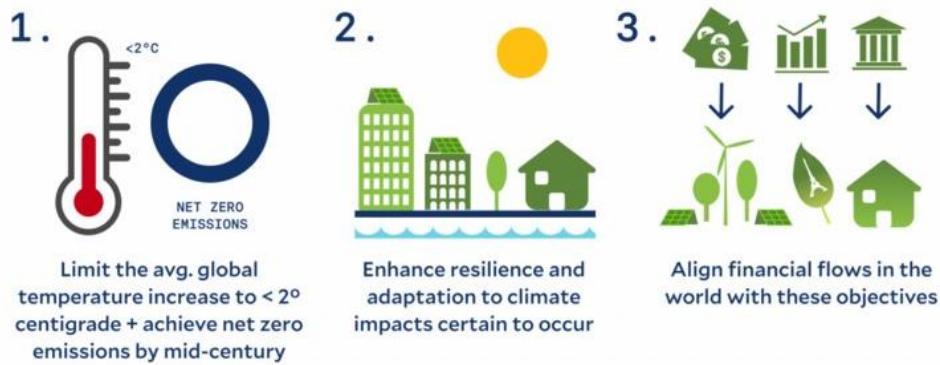 1.
<2°C
NET ZERO
EMISSIONS
Limit the avg. global
temperature increase to < 2º
centigrade + achieve net zero
emissions by mid-century
2.
Enhance resilience and
adaptation to climate
impacts certain to occur
3.
$
Align financial flows in the
world with these objectives